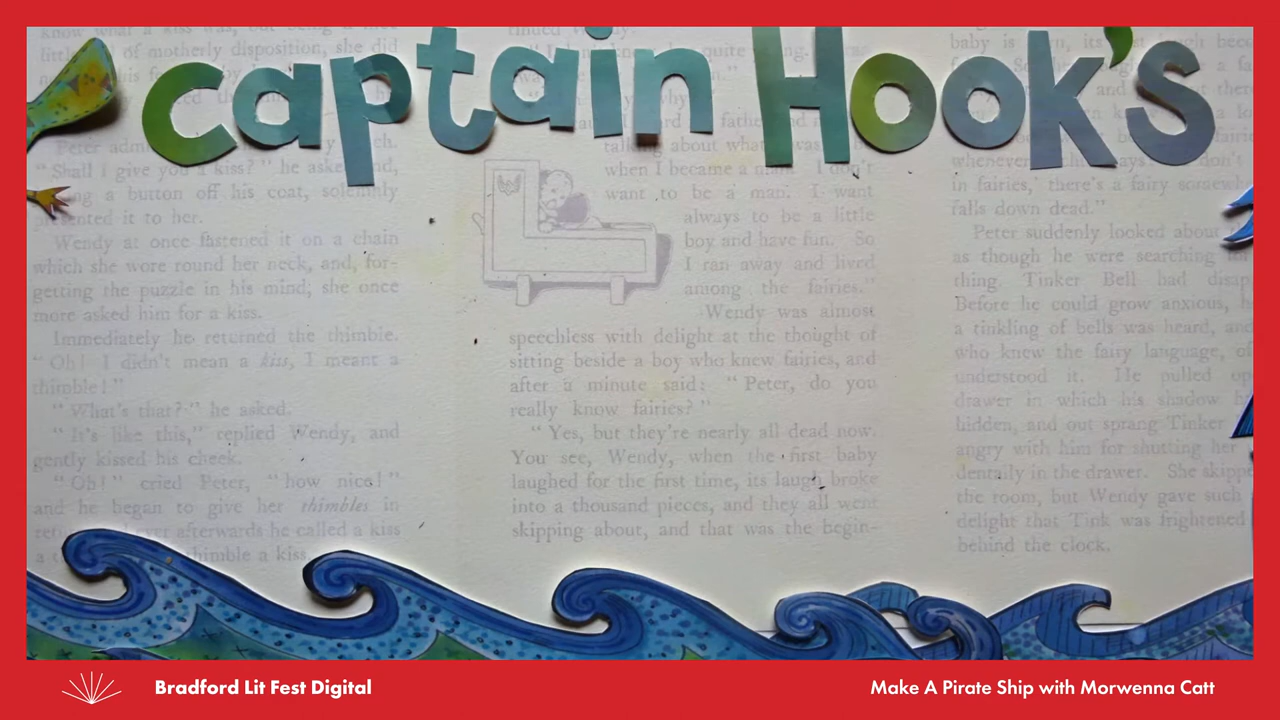 captain Hook's
"Shall I give you a kiss?" he asked and,
a button off his coat, solemnly
presented it to her.
Wendy at once fastened it on a chain
which she wore round her neck, and, for-
getting the puzzle in his mind, she once
more asked him for a kiss.
Immediately he returned the thimble.
"Oh! I didn't mean a kiss, I meant a
thimble!"
"What's that?" he asked.
"It's like this," replied Wendy, and
gently kissed his cheek.
"Oh!" cried Peter, "how nice!"
and he began to give her thimbles in
afterwards he called a kiss
thimble a kiss.
talking about what was
when I became a man. I don't
want to be a man. I want
always to be a little
boy and have fun. So
I ran away and lived
among the fairies."
Wendy was almost
speechless with delight at the thought of
sitting beside a boy who knew fairies, and
after a minute said: "Peter, do you
really know fairies?"
"Yes, but they're nearly all dead now.
You see, Wendy, when the first baby
laughed for the first time, its laugh broke
into a thousand pieces, and they all went
skipping about, and that was the begin-
in fairies,' there's a fairy
falls down dead."
Peter suddenly looked about
as though he were searching for
thing. Tinker Bell had
Before he could grow anxious,
a tinkling of bells was heard, and
who knew the fairy language, of
understood it. He pulled
drawer in which his shadow
hidden, and out sprang Tinker
angry with him for shutting her
dentally in the drawer. She
the room, but Wendy gave such
delight that Tink was frightened
behind the clock.
Bradford Lit Fest Digital
Make A Pirate Ship with Morwenna Catt